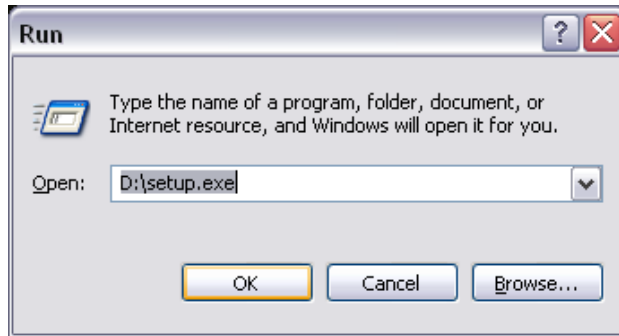 Run
Type the name of a program, folder, document, or
Internet resource, and Windows will open it for you.
Open: D:\setup.exe
OK Cancel Browse...